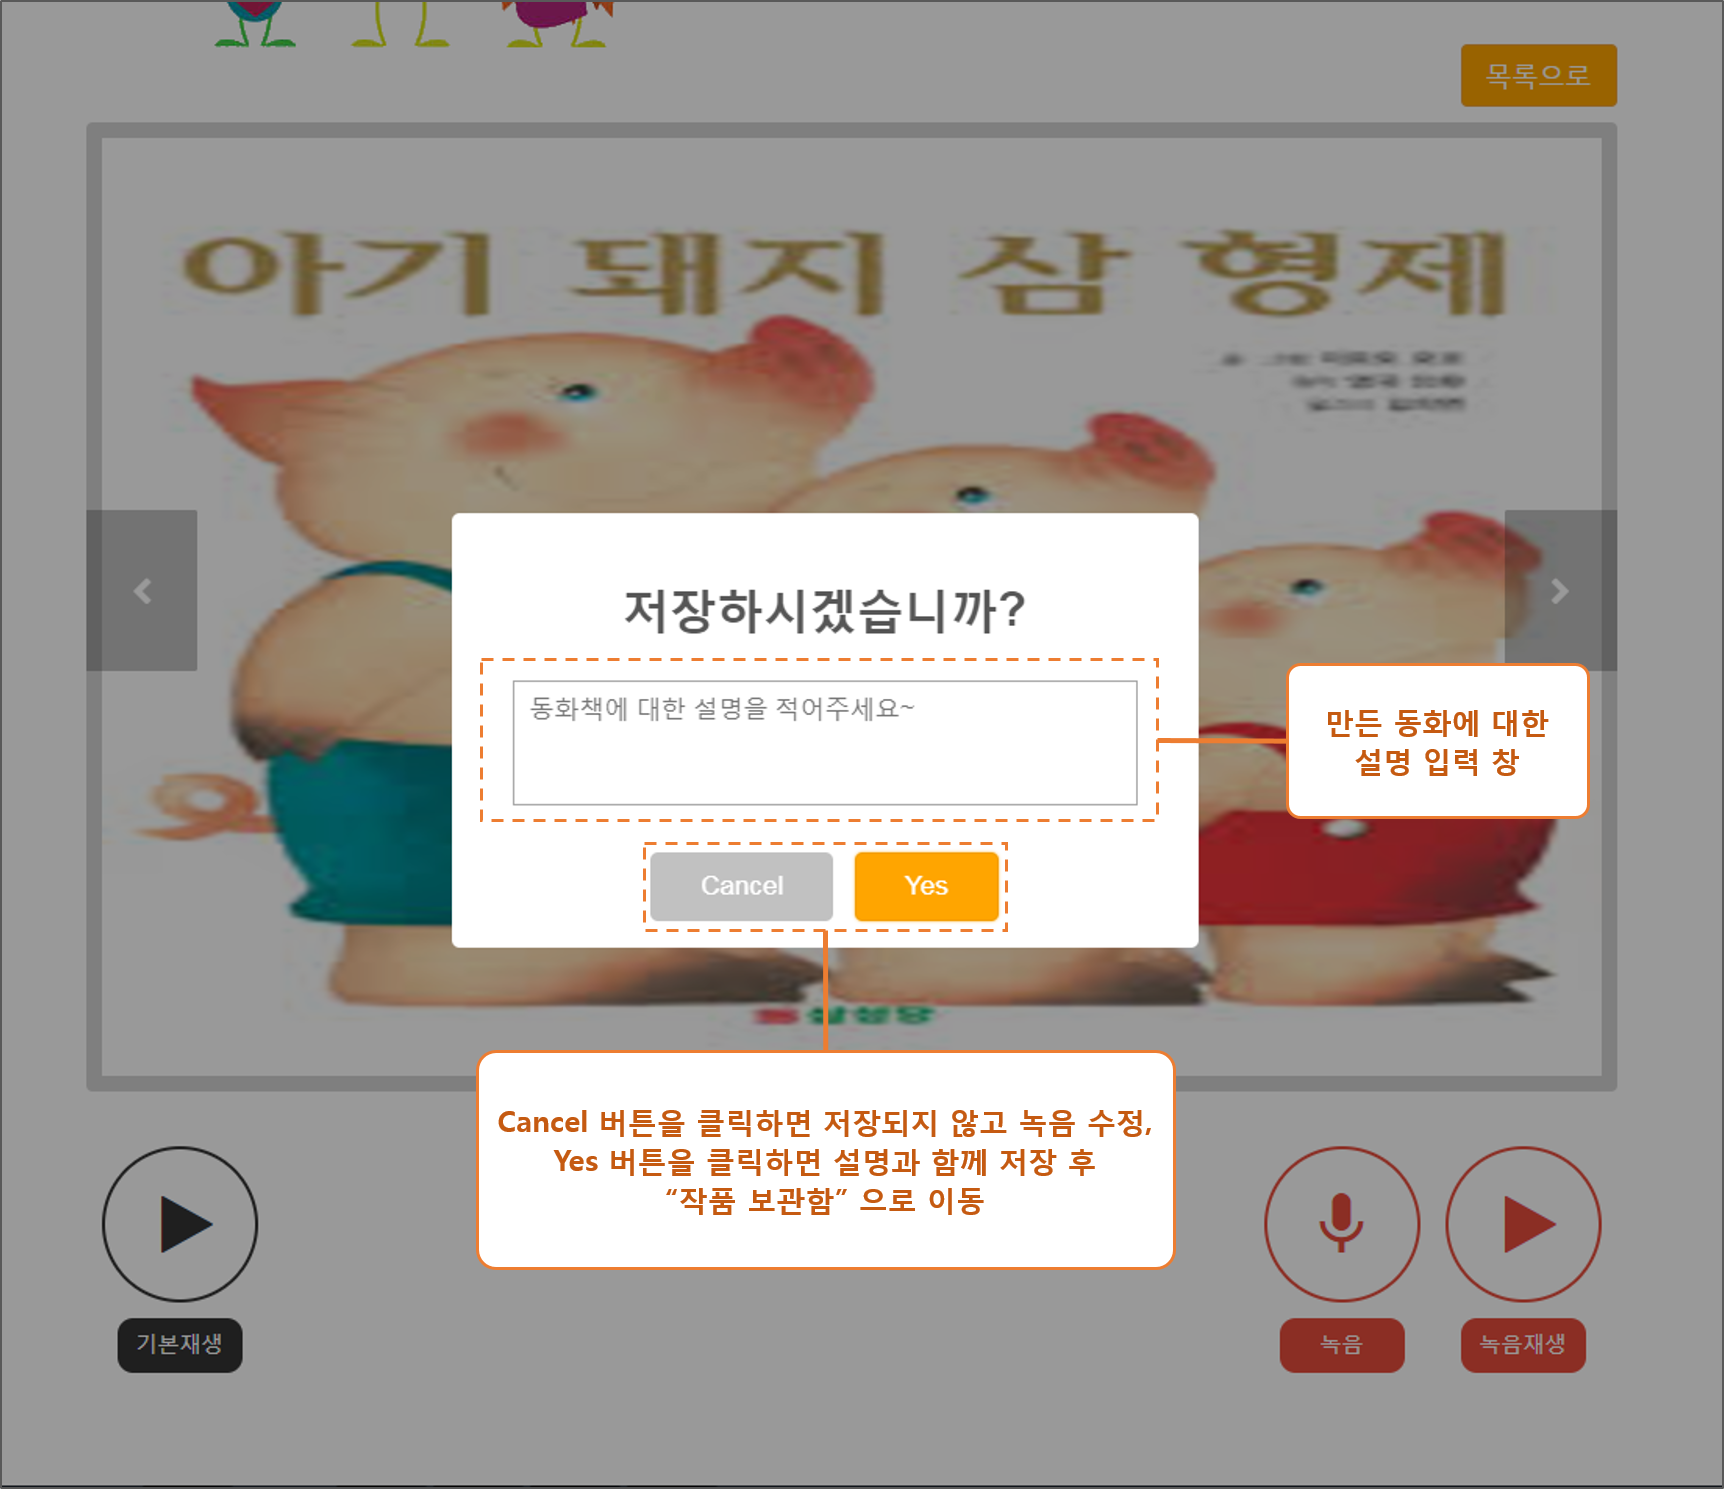 목록으로
아기 돼지 삼 형제
저장하시겠습니까?
동화책에 대한 설명을 적어주세요~
만든 동화에 대한
설명 입력 창
Cancel
Yes
Cancel 버튼을 클릭하면 저장되지 않고 녹음 수정,
Yes 버튼을 클릭하면 설명과 함께 저장 후
“작품 보관함” 으로 이동
기본재생
녹음
녹음재생